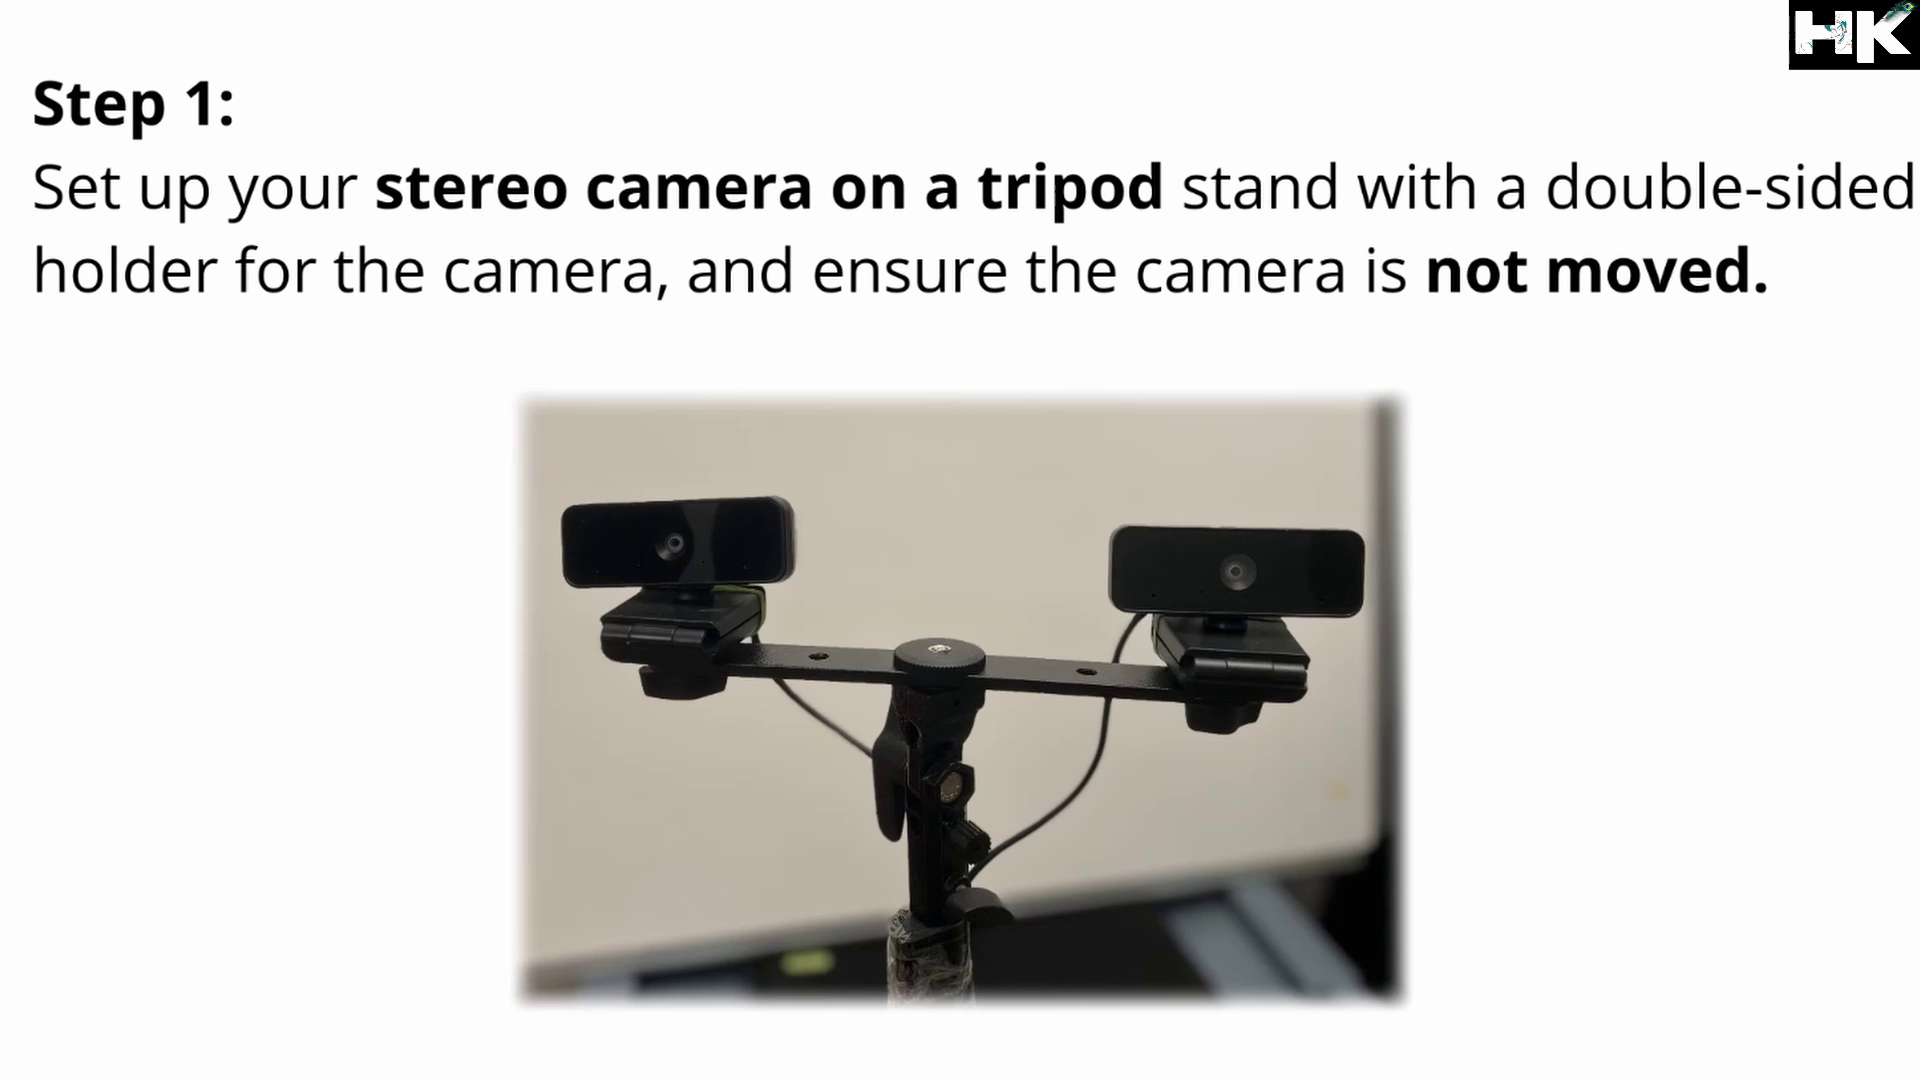 HK
Step 1:
Set up your stereo camera on a tripod stand with a double-sided
holder for the camera, and ensure the camera is not moved.